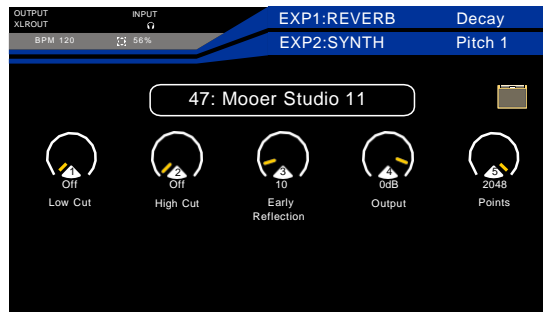 OUTPUT INPUT
XLROUT
BPM 120 56%
EXP1:REVERB Decay
EXP2:SYNTH Pitch 1
47: Mooer Studio 11
1 2 3 4 5
Off Off 10 0dB 2048
Low Cut High Cut Early Output Points
Reflection